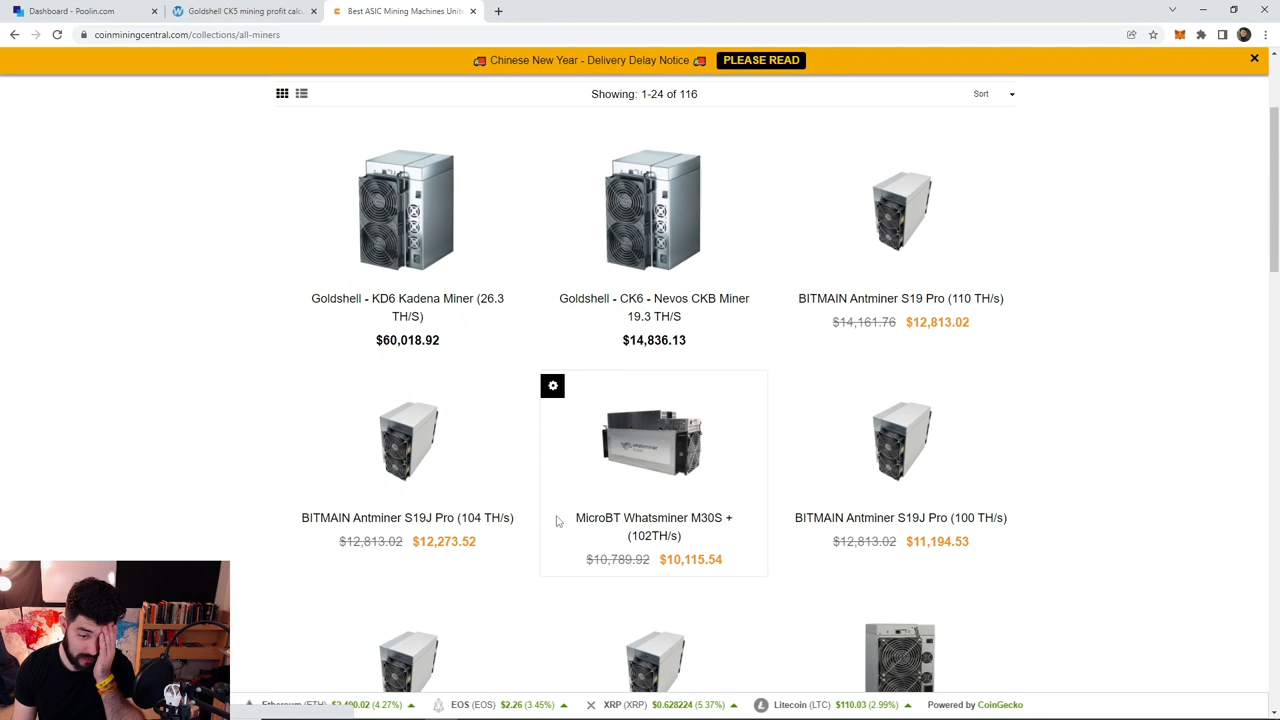 Dashboard - Poolin.com
Goldshell CK5 mining profit calcu
Best ASIC Mining Machines Unite
coinminingcentral.com/collections/all-miners
Chinese New Year - Delivery Delay Notice PLEASE READ
Showing: 1-24 of 116
Sort
Goldshell - KD6 Kadena Miner (26.3
TH/S)
$60,018.92
Goldshell - CK6 - Nevos CKB Miner
19.3 TH/S
$14,836.13
BITMAIN Antminer S19 Pro (110 TH/s)
$14,161.76 $12,813.02
BITMAIN Antminer S19J Pro (104 TH/s)
$12,813.02 $12,273.52
MicroBT Whatsminer M30S +
(102TH/s)
$10,789.92 $10,115.54
BITMAIN Antminer S19J Pro (100 TH/s)
$12,813.02 $11,194.53
Ethereum (ETH) (4.27%) EOS (EOS) $2.26 (3.45%) XRP (XRP) $0.628224 (5.37%) Litecoin (LTC) $110.03 (2.99%) Powered by CoinGecko